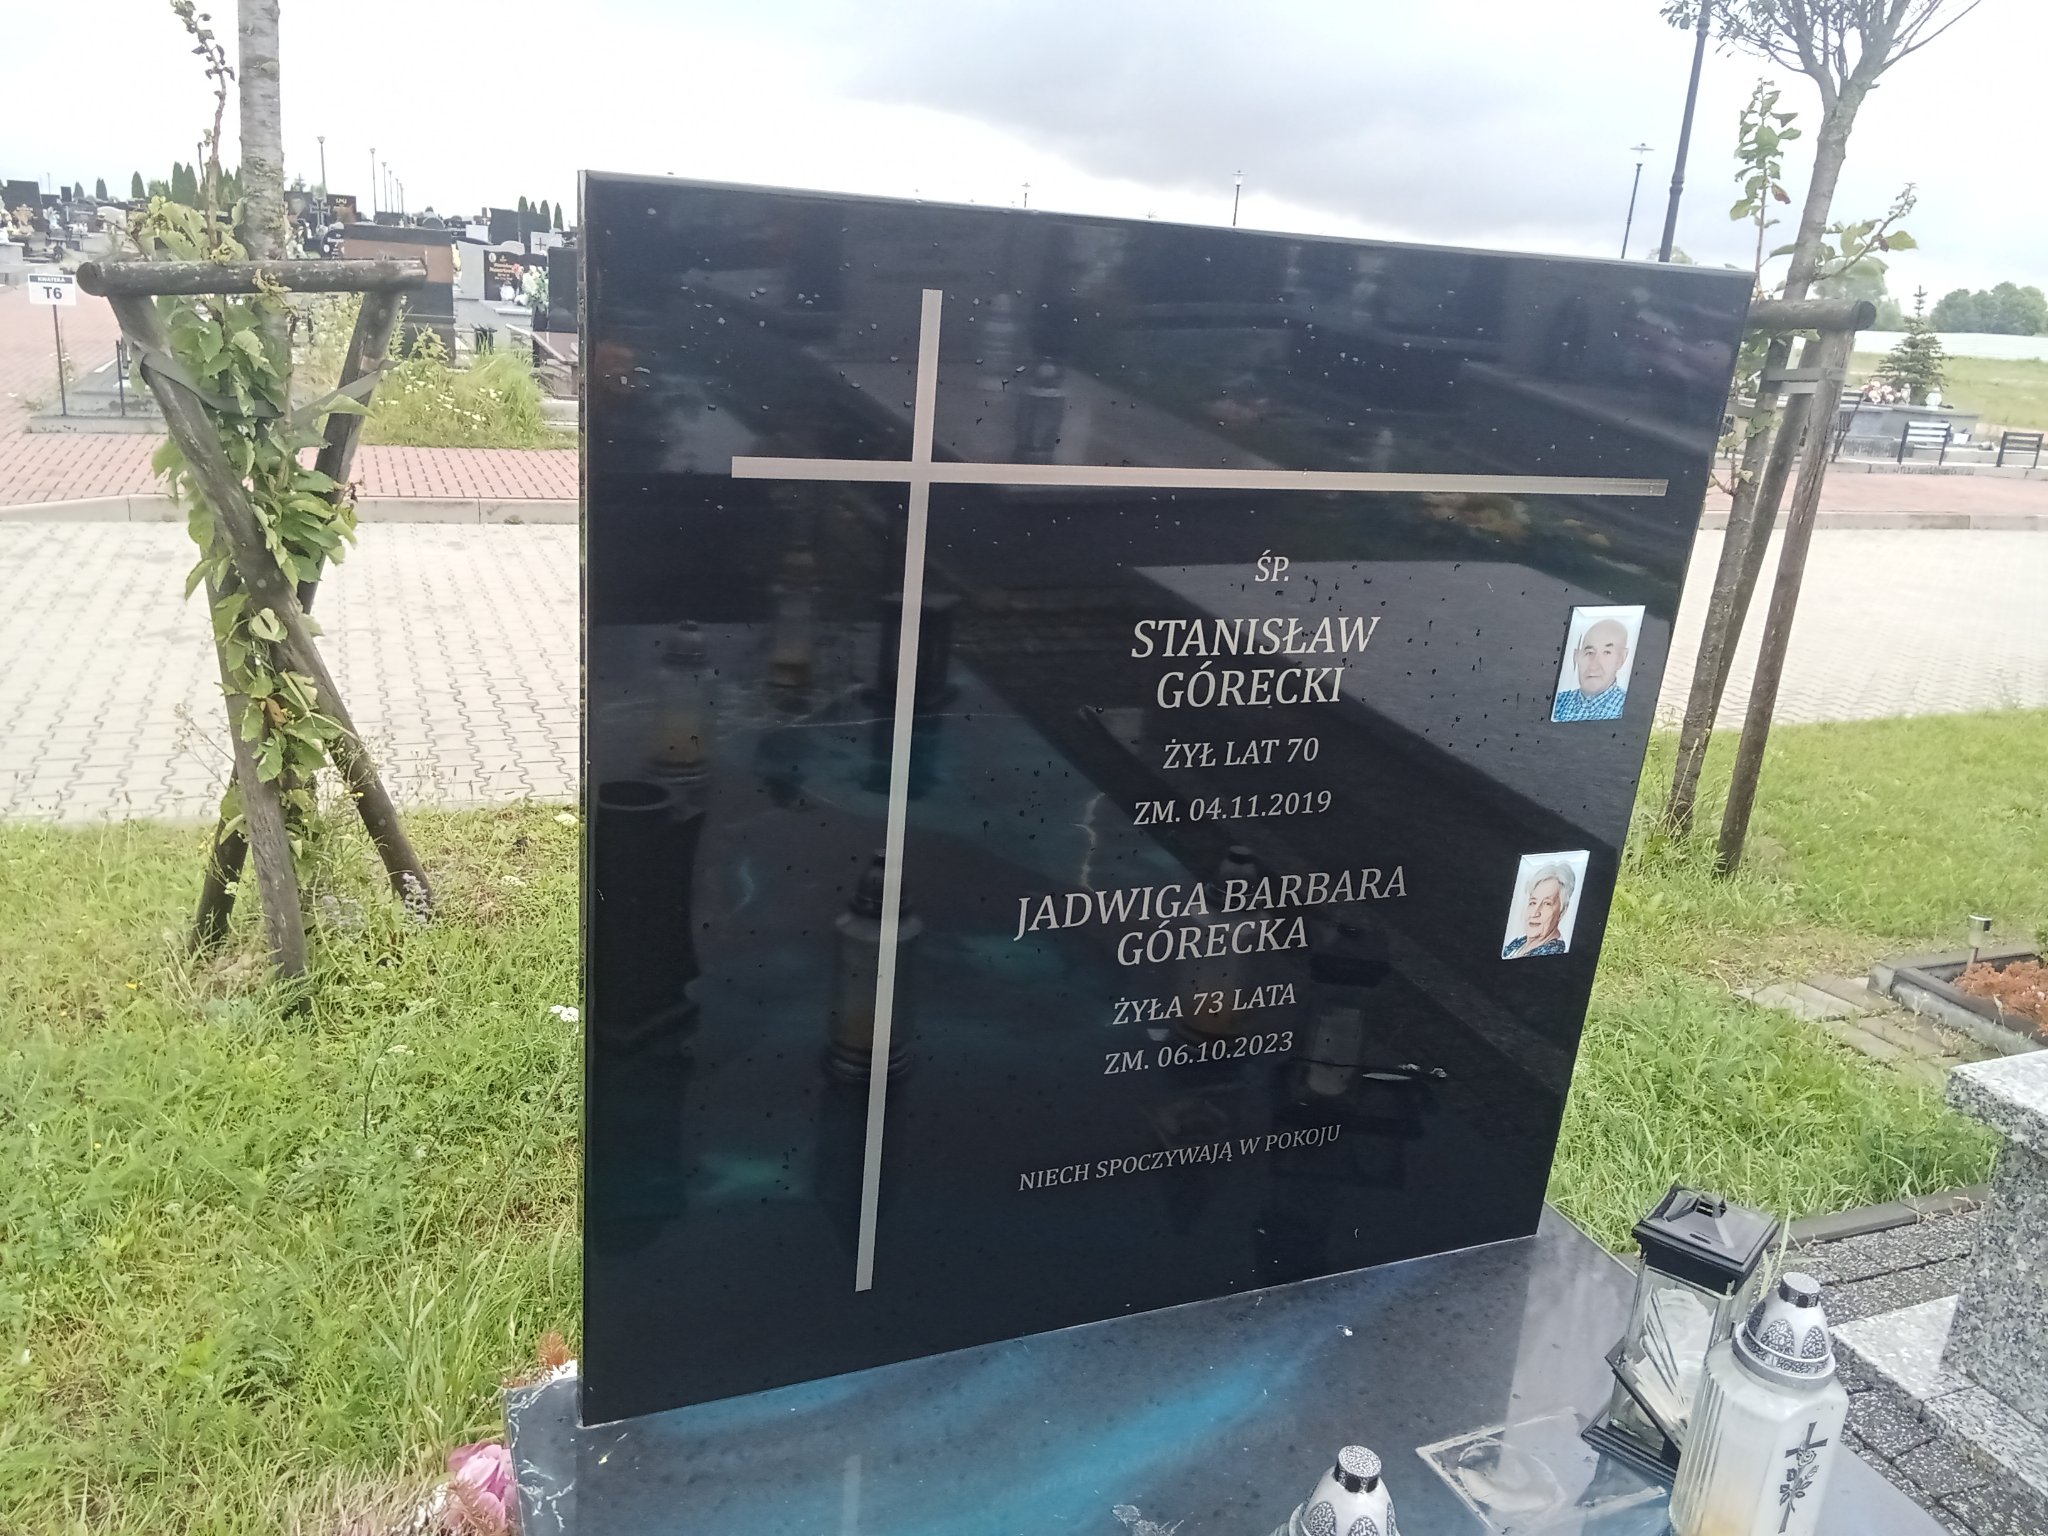 KWATERA
T6
ŚP.
STANISŁAW
GÓRECKI
ŻYŁ LAT 70
ZM. 04.11.2019
JADWIGA BARBARA
GÓRECKA
ŻYŁA 73 LATA
ZM. 06.10.2023
NIECH SPOCZYWAJĄ W POKOJU